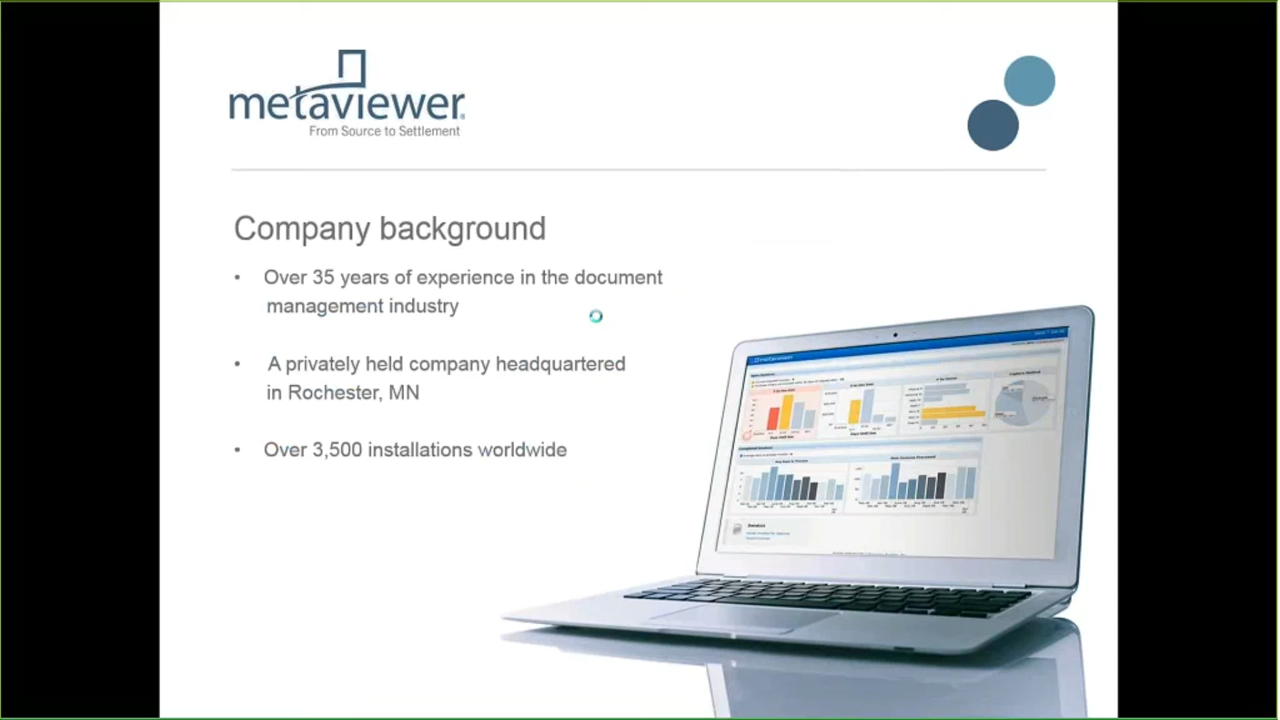 metaviewer®
From Source to Settlement
Company background
• Over 35 years of experience in the document
management industry
• A privately held company headquartered
in Rochester, MN
• Over 3,500 installations worldwide
metaviewer